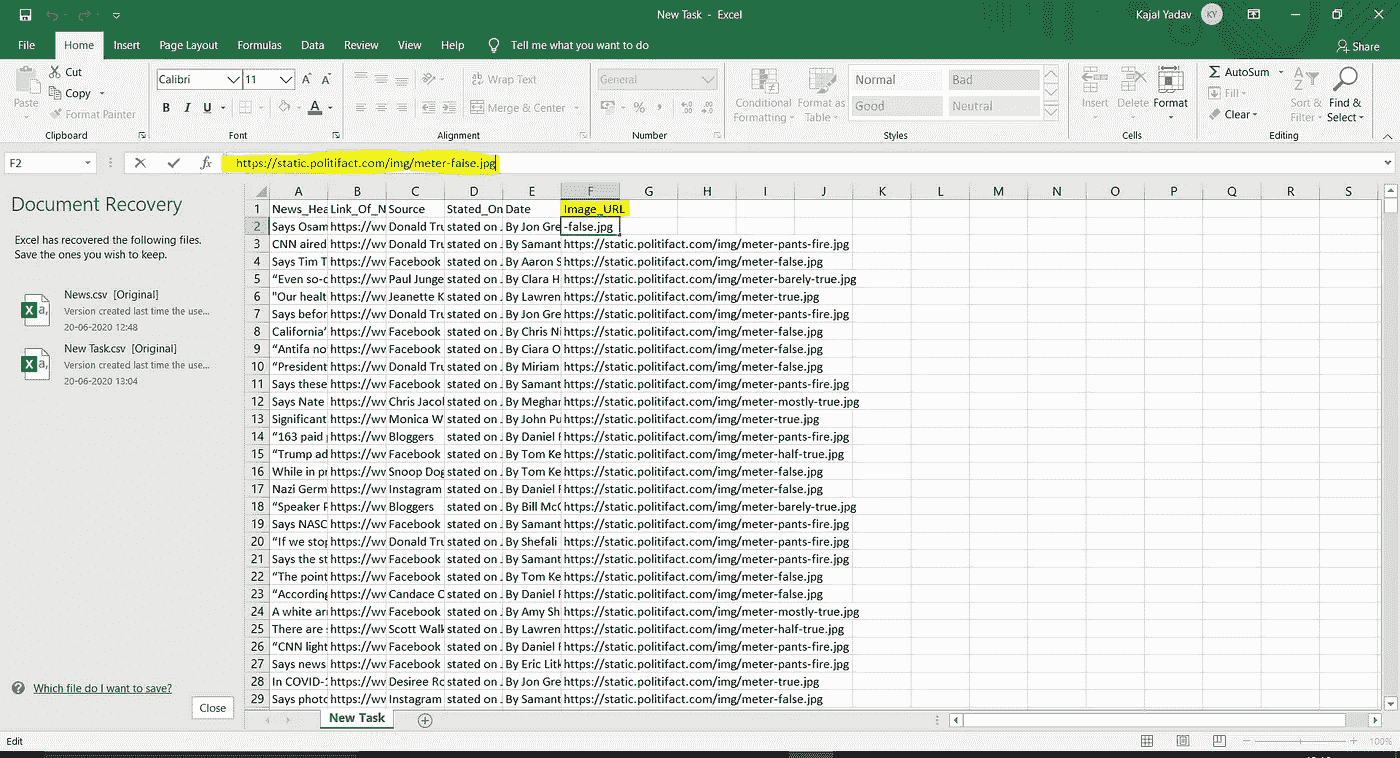 New Task - Excel
Kajal Yadav KY
File Home Insert Page Layout Formulas Data Review View Help Tell me what you want to do Share
Paste Cut Copy Format Painter Clipboard
Calibri 11 A A B I U A Font
Wrap Text Merge & Center Alignment
General % , Number
Conditional Formatting Format as Table Normal Bad Good Neutral Styles
Insert Delete Format Cells
AutoSum Fill Clear Sort & Filter Find & Select Editing
F2 fx https://static.politifact.com/img/meter-false.jpg
A B C D E F G H I J K L M N O P Q R S
1 News_Hea Link_Of_N Source Stated_On Date Image_URL
2 Says Osam https://wv Donald Tru stated on . By Jon Gre -false.jpg
3 CNN aired https://wv Donald Tru stated on . By Samant https://static.politifact.com/img/meter-pants-fire.jpg
4 Says Tim T https://wv Facebook stated on . By Aaron S https://static.politifact.com/img/meter-false.jpg
5 “Even so-c https://wv Paul Junge stated on . By Clara H https://static.politifact.com/img/meter-barely-true.jpg
6 "Our healt https://wv Jeanette K stated on . By Lawren https://static.politifact.com/img/meter-true.jpg
7 Says befor https://wv Donald Tru stated on . By Jon Gre https://static.politifact.com/img/meter-pants-fire.jpg
8 California’ https://wv Facebook stated on . By Chris Ni https://static.politifact.com/img/meter-false.jpg
9 “Antifa no https://wv Facebook stated on . By Ciara O https://static.politifact.com/img/meter-false.jpg
10 “President https://wv Donald Tru stated on . By Miriam https://static.politifact.com/img/meter-false.jpg
11 Says these https://wv Facebook stated on . By Samant https://static.politifact.com/img/meter-pants-fire.jpg
12 Says Nate https://wv Chris Jacol stated on . By Meghan https://static.politifact.com/img/meter-mostly-true.jpg
13 Significant https://wv Monica W stated on . By John Pu https://static.politifact.com/img/meter-true.jpg
14 “163 paid https://wv Bloggers stated on . By Daniel F https://static.politifact.com/img/meter-pants-fire.jpg
15 “Trump ad https://wv Facebook stated on . By Tom Ke https://static.politifact.com/img/meter-half-true.jpg
16 While in pr https://wv Snoop Dog stated on . By Tom Ke https://static.politifact.com/img/meter-false.jpg
17 Nazi Germ https://wv Instagram stated on . By Daniel F https://static.politifact.com/img/meter-false.jpg
18 “Speaker P https://wv Bloggers stated on . By Bill McC https://static.politifact.com/img/meter-barely-true.jpg
19 Says NASC https://wv Facebook stated on . By Samant https://static.politifact.com/img/meter-pants-fire.jpg
20 “If we stop https://wv Donald Tru stated on . By Shefali https://static.politifact.com/img/meter-pants-fire.jpg
21 Says the st https://wv Facebook stated on . By Samant https://static.politifact.com/img/meter-pants-fire.jpg
22 “The point https://wv Facebook stated on . By Tom Ke https://static.politifact.com/img/meter-false.jpg
23 “According https://wv Candace O stated on . By Daniel F https://static.politifact.com/img/meter-false.jpg
24 A white arr https://wv Facebook stated on . By Amy Sh https://static.politifact.com/img/meter-mostly-true.jpg
25 There are s https://wv Scott Walk stated on . By Lawren https://static.politifact.com/img/meter-half-true.jpg
26 “CNN light https://wv Facebook stated on . By Daniel F https://static.politifact.com/img/meter-pants-fire.jpg
27 Says news https://wv Facebook stated on . By Eric Litk https://static.politifact.com/img/meter-pants-fire.jpg
28 In COVID-1 https://wv Desiree Ro stated on . By Jon Gre https://static.politifact.com/img/meter-true.jpg
29 Says photo https://wv Instagram stated on . By Samant https://static.politifact.com/img/meter-false.jpg
Document Recovery
Excel has recovered the following files.
Save the ones you wish to keep.
News.csv [Original]
Version created last time the use...
20-06-2020 12:48
New Task.csv [Original]
Version created last time the use...
20-06-2020 13:04
Which file do I want to save?
Close
New Task
Edit 100%